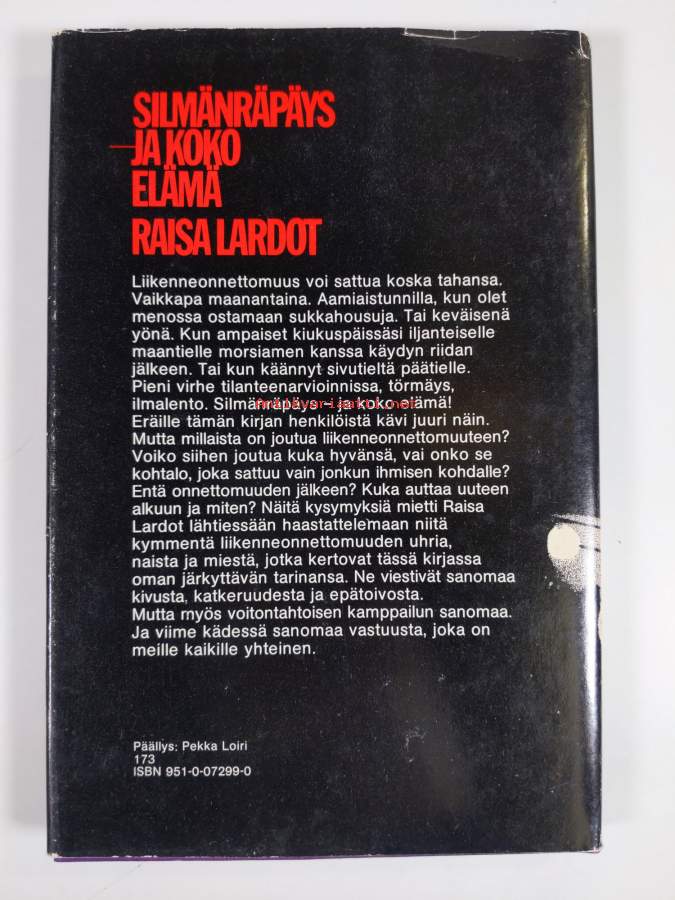 SILMÄNRÄPÄYS
—JA KOKO
ELÄMÄ
RAISA LARDOT
Liikenneonnettomuus voi sattua koska tahansa.
Vaikkapa maanantaina. Aamiaistunnilla, kun olet
menossa ostamaan sukkahousuja. Tai keväisenä
yönä. Kun ampaiset kiukuspäissäsi iljanteiselle
maantielle morsiamen kanssa käydyn riidan
jälkeen. Tai kun käännyt sivutieltä päätielle.
Pieni virhe tilanteenarvioinnissa, törmäys,
ilmalento. Silmänräpäys – ja koko elämä!
Eräille tämän kirjan henkilöistä kävi juuri näin.
Mutta millaista on joutua liikenneonnettomuuteen?
Voiko siihen joutua kuka hyvänsä, vai onko se
kohtalo, joka sattuu vain jonkun ihmisen kohdalle?
Entä onnettomuuden jälkeen? Kuka auttaa uuteen
alkuun ja miten? Näitä kysymyksiä mietti Raisa
Lardot lähtiessään haastattelemaan niitä
kymmentä liikenneonnettomuuden uhria,
naista ja miestä, jotka kertovat tässä kirjassa
oman järkyttävän tarinansa. Ne viestivät sanomaa
kivusta, katkeruudesta ja epätoivosta.
Mutta myös voitontahtoisen kamppailun sanomaa.
Ja viime kädessä sanomaa vastuusta, joka on
meille kaikille yhteinen.
Päällys: Pekka Loiri
173
ISBN 951-0-07299-0